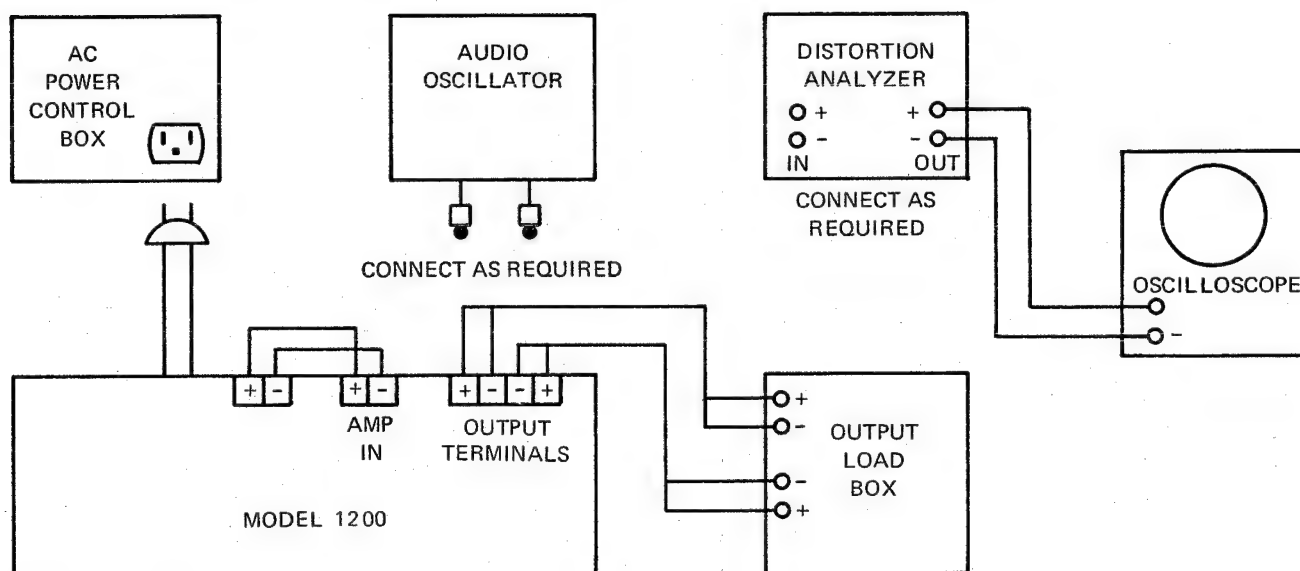 AC
POWER
CONTROL
BOX
AUDIO
OSCILLATOR
CONNECT AS REQUIRED
DISTORTION
ANALYZER
+ +
- -
IN OUT
CONNECT AS
REQUIRED
OSCILLOSCOPE
-
+ - + - + - - +
AMP
IN
OUTPUT
TERMINALS
MODEL 1200
+
-
OUTPUT
LOAD
BOX
-
+